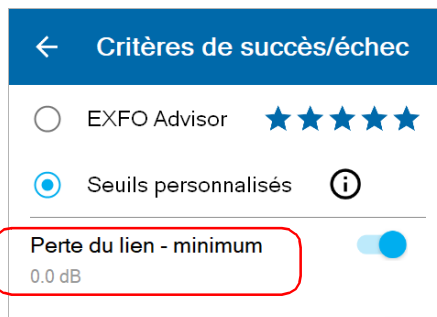 Critères de succès/échec
EXFO Advisor
Seuils personnalisés
Perte du lien - minimum
0.0 dB